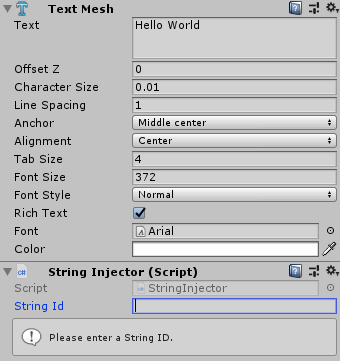 Text Mesh
Text Hello World
Offset Z 0
Character Size 0.01
Line Spacing 1
Anchor Middle center
Alignment Center
Tab Size 4
Font Size 372
Font Style Normal
Rich Text
Font Arial
Color
String Injector (Script)
Script StringInjector
String Id
Please enter a String ID.